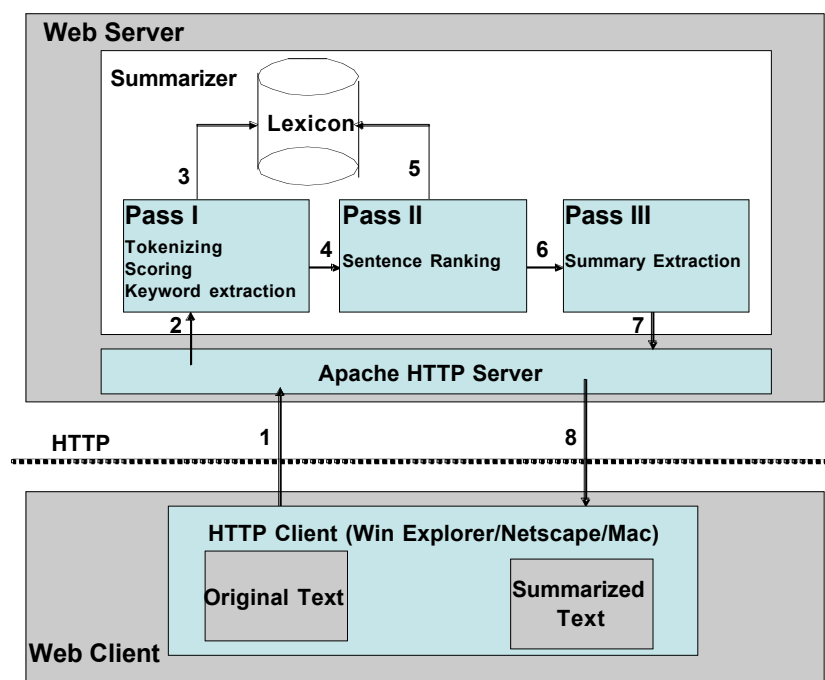 Web Server
Summarizer
Lexicon
3
5
Pass I
Tokenizing
Scoring
Keyword extraction
4
Pass II
Sentence Ranking
6
Pass III
Summary Extraction
2
7
Apache HTTP Server
HTTP
1
8
HTTP Client (Win Explorer/Netscape/Mac)
Original Text
Summarized
Text
Web Client